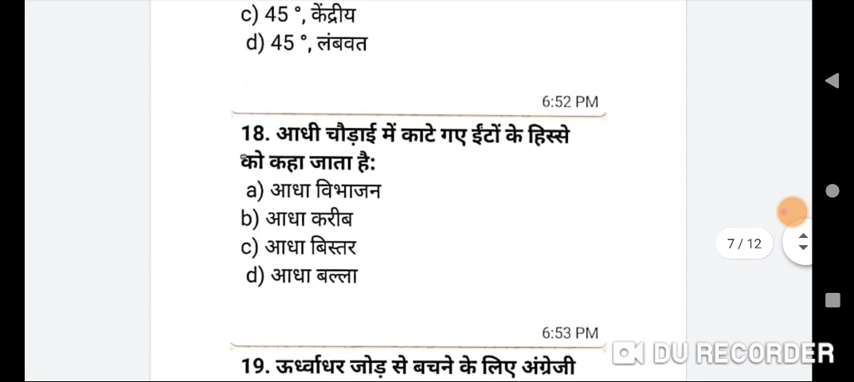 c) 45 °, केंद्रीय
d) 45 °, लंबवत
6:52 PM
18. आधी चौड़ाई में काटे गए ईंटों के हिस्से
को कहा जाता है:
a) आधा विभाजन
b) आधा करीब
c) आधा बिस्तर
d) आधा बल्ला
7 / 12
6:53 PM
DU RECORDER
19. ऊर्ध्वाधर जोड़ से बचने के लिए अंग्रेजी